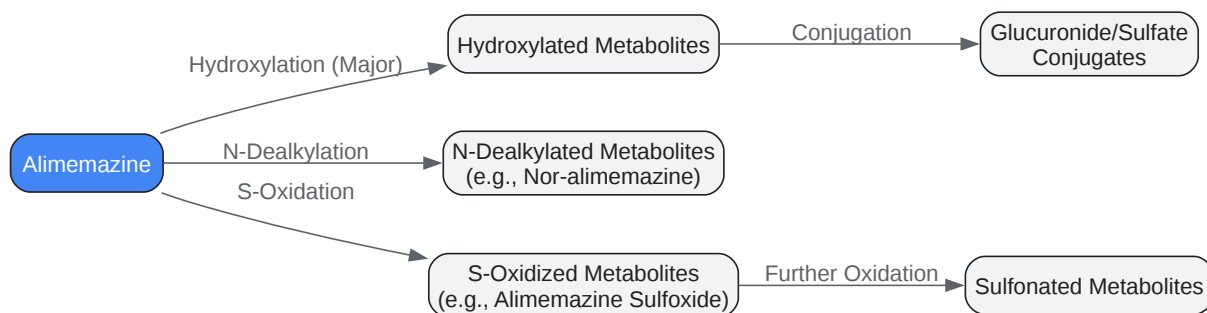 Alimemazine
Hydroxylation (Major)
Hydroxylated Metabolites
Conjugation
Glucuronide/Sulfate
Conjugates
N-Dealkylation
N-Dealkylated Metabolites
(e.g., Nor-alimemazine)
S-Oxidation
S-Oxidized Metabolites
(e.g., Alimemazine Sulfoxide)
Further Oxidation
Sulfonated Metabolites